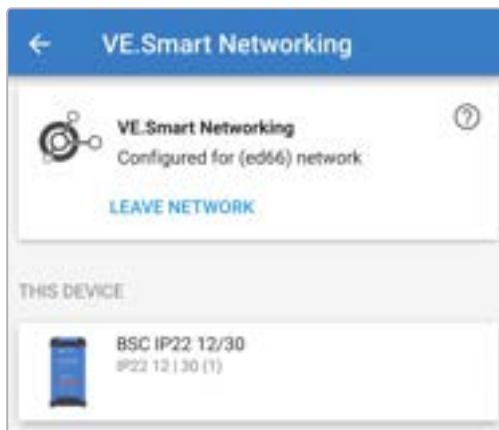 VE.Smart Networking
VE.Smart Networking
Configured for (ed66) network
LEAVE NETWORK
THIS DEVICE
BSC IP22 12/30
IP22 12|30 (1)